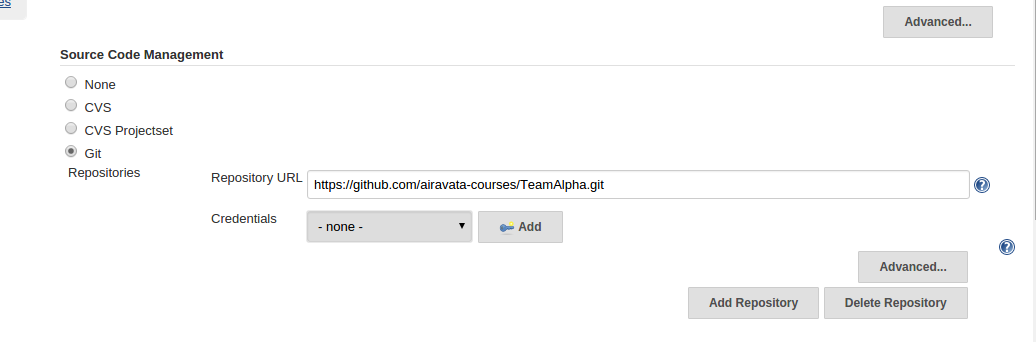 es
Advanced...
Source Code Management
None
CVS
CVS Projectset
Git
Repositories
Repository URL https://github.com/airavata-courses/TeamAlpha.git
Credentials - none - Add
Advanced...
Add Repository Delete Repository